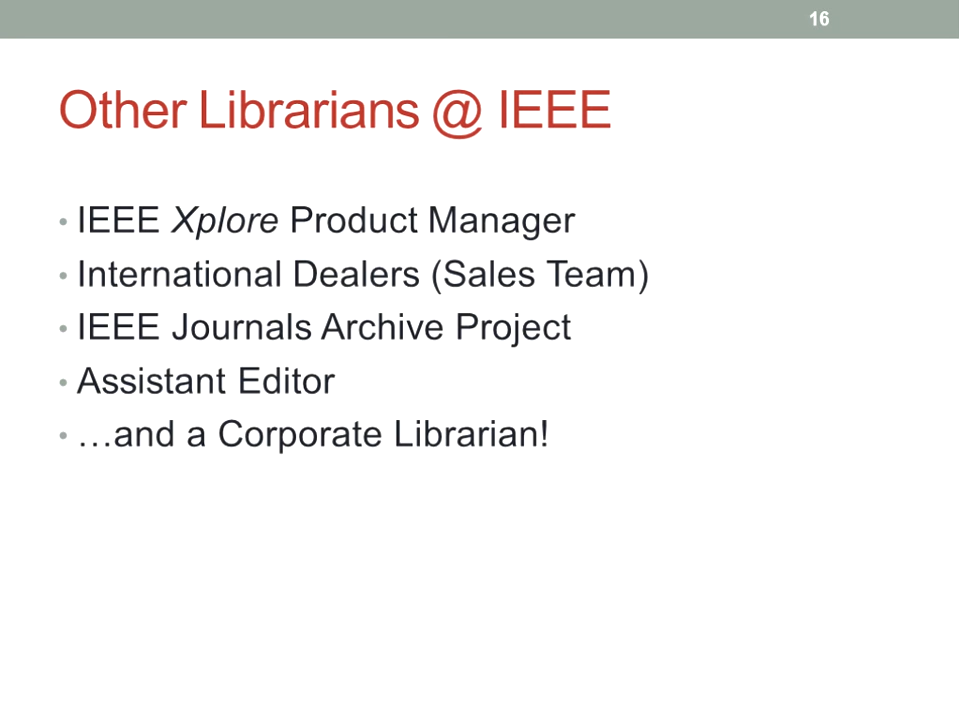 16
Other Librarians @ IEEE
• IEEE Xplore Product Manager
• International Dealers (Sales Team)
• IEEE Journals Archive Project
• Assistant Editor
• …and a Corporate Librarian!